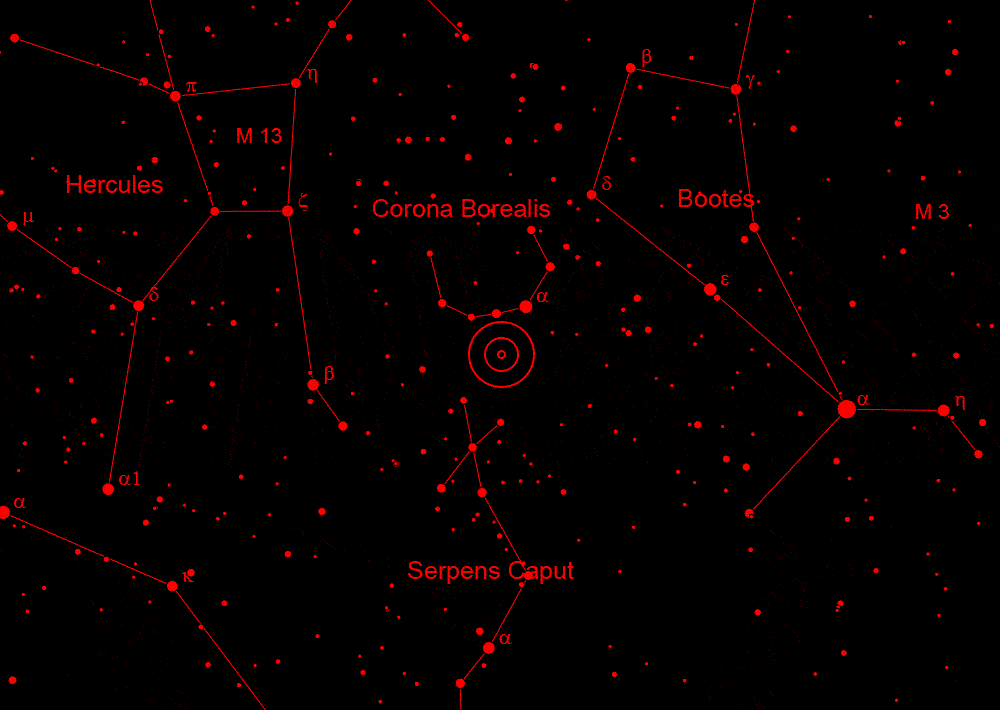 β
π
η
γ
M 13
Hercules
δ
Bootes
ζ
Corona Borealis
M 3
μ
ε
δ
α
β
α
η
α1
α
Serpens Caput
κ
α